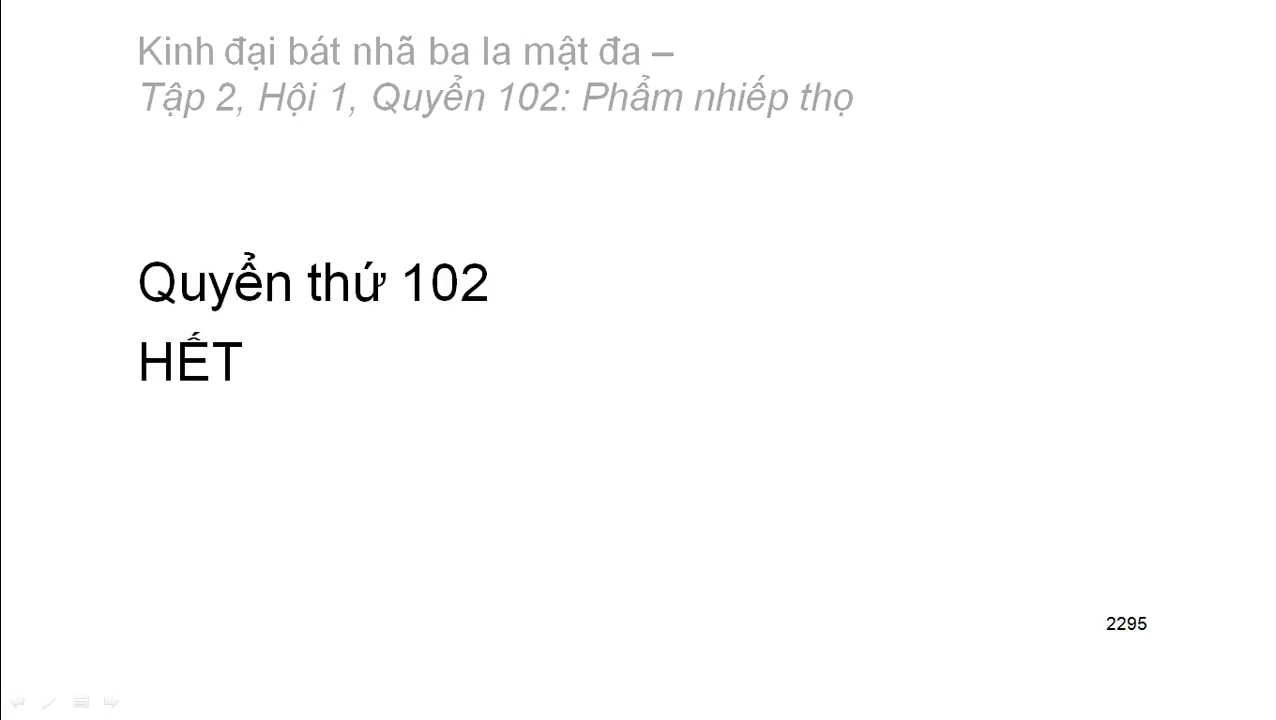 Kinh đại bát nhã ba la mật đa –
Tập 2, Hội 1, Quyển 102: Phẩm nhiếp thọ
Quyển thứ 102
HẾT
2295